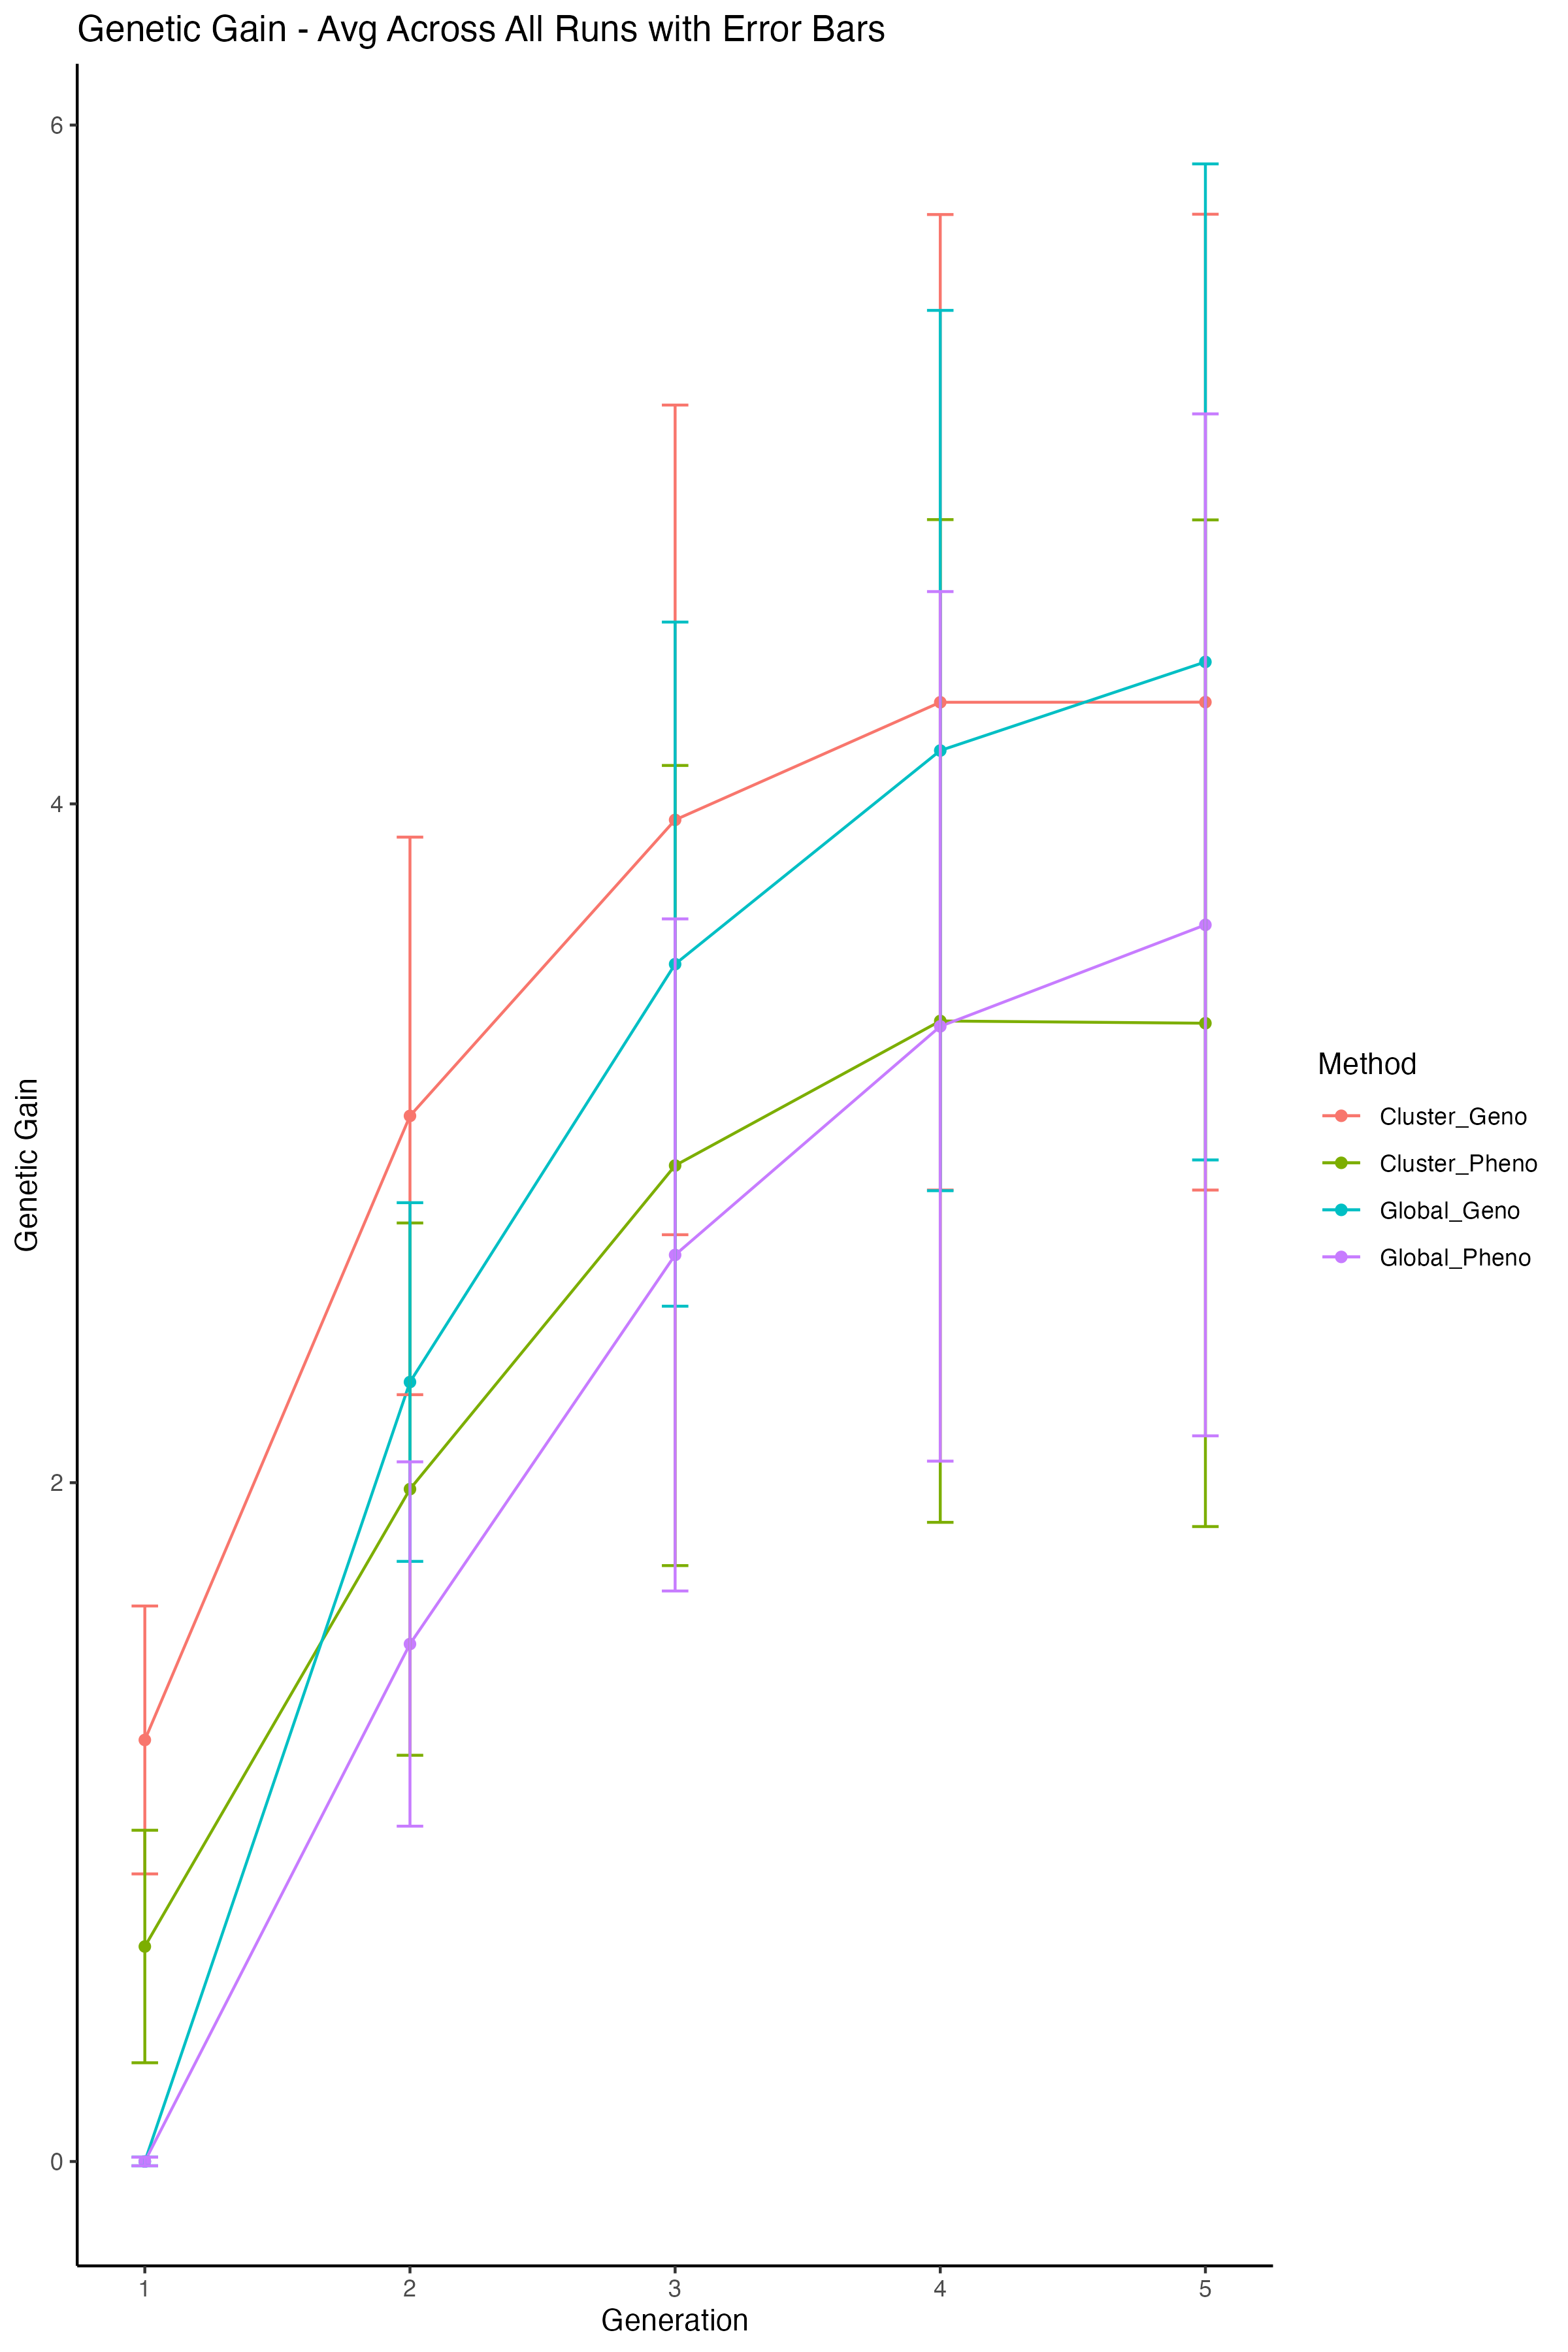 Genetic Gain - Avg Across All Runs with Error Bars
6
4
2
0
Genetic Gain
1 2 3 4 5
Generation
Method
Cluster_Geno
Cluster_Pheno
Global_Geno
Global_Pheno